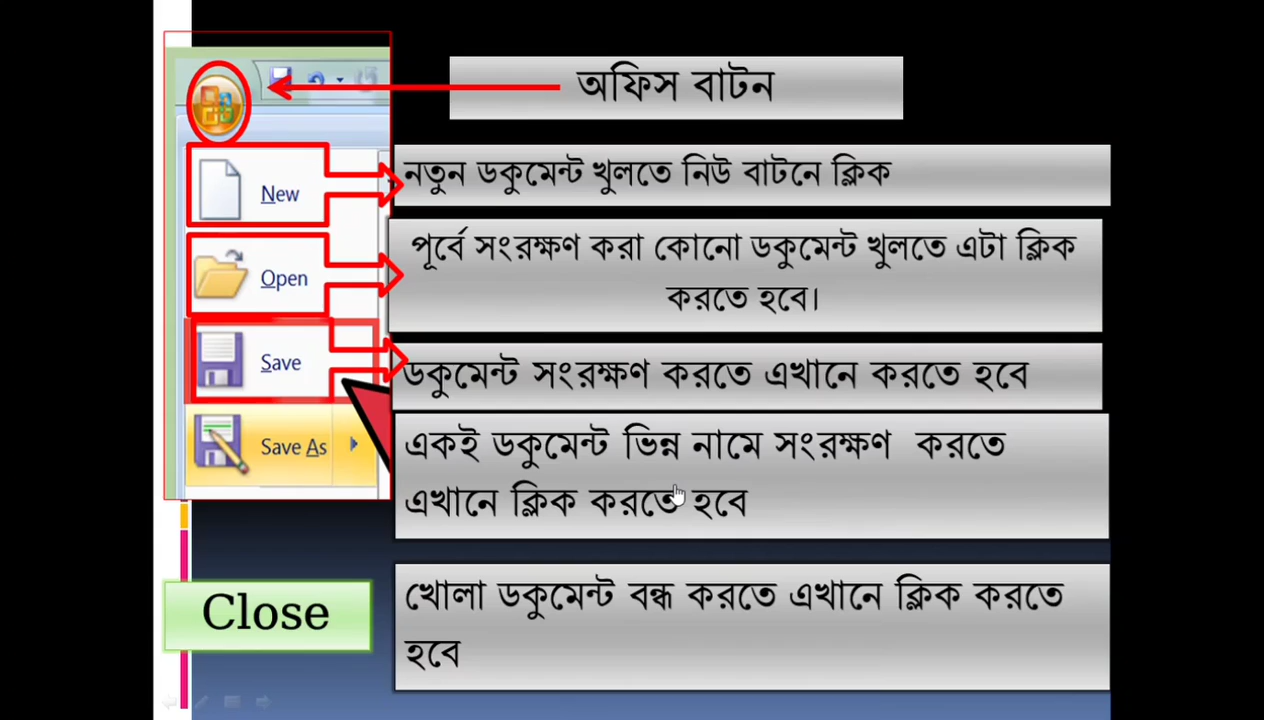 অফিস বাটন
New
নতুন ডকুমেন্ট খুলতে নিউ বাটনে ক্লিক
Open
পূর্বে সংরক্ষণ করা কোনো ডকুমেন্ট খুলতে এটা ক্লিক
করতে হবে।
Save
ডকুমেন্ট সংরক্ষণ করতে এখানে করতে হবে
Save As
একই ডকুমেন্ট ভিন্ন নামে সংরক্ষণ করতে
এখানে ক্লিক করতে হবে
Close
খোলা ডকুমেন্ট বন্ধ করতে এখানে ক্লিক করতে
হবে